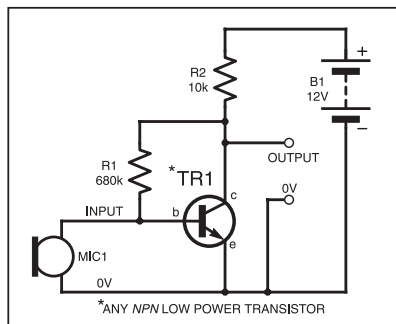 R2
10k
+
B1
12V
−
R1
680k
*TR1
OUTPUT
0V
INPUT
b
c
e
MIC1
0V
*ANY NPN LOW POWER TRANSISTOR